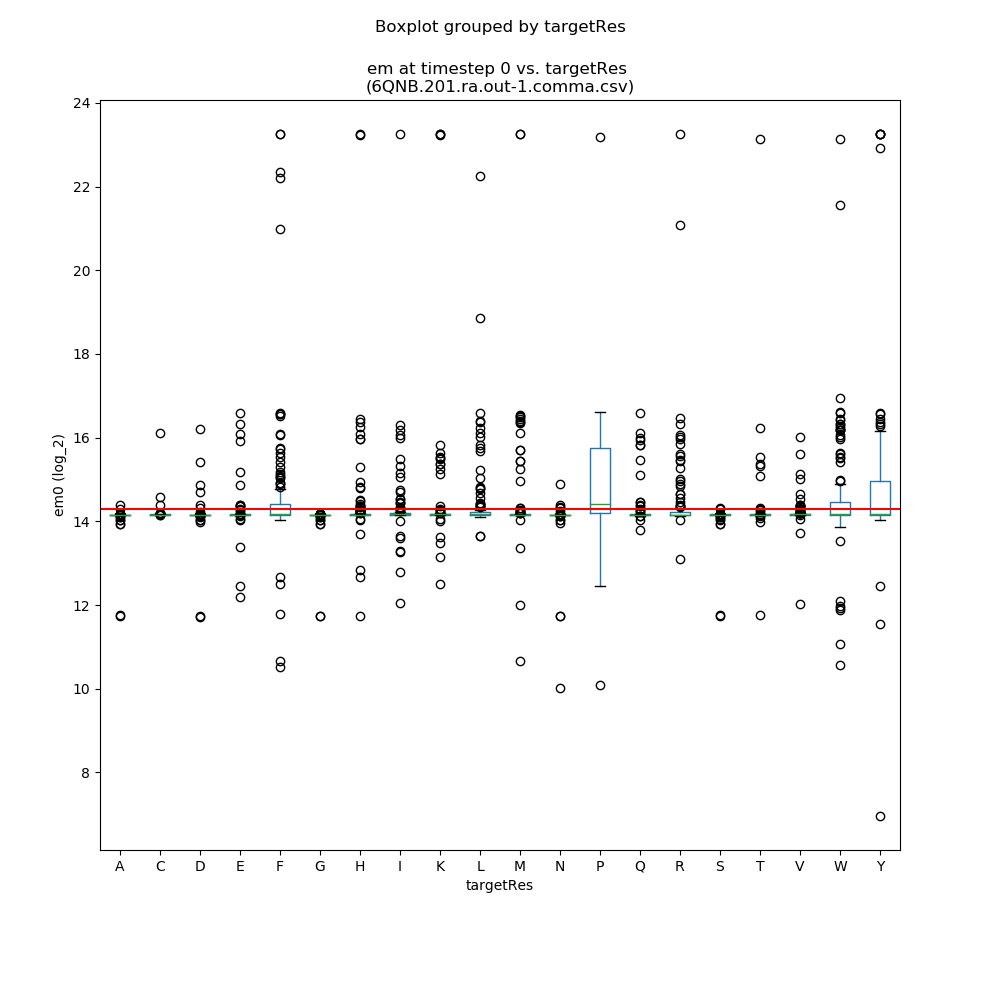 Boxplot grouped by targetRes
em at timestep 0 vs. targetRes
(6QNB.201.ra.out-1.comma.csv)
24
22
20
18
16
14
12
10
8
em0 (log_2)
A C D E F G H I K L M N P Q R S T V W Y
targetRes